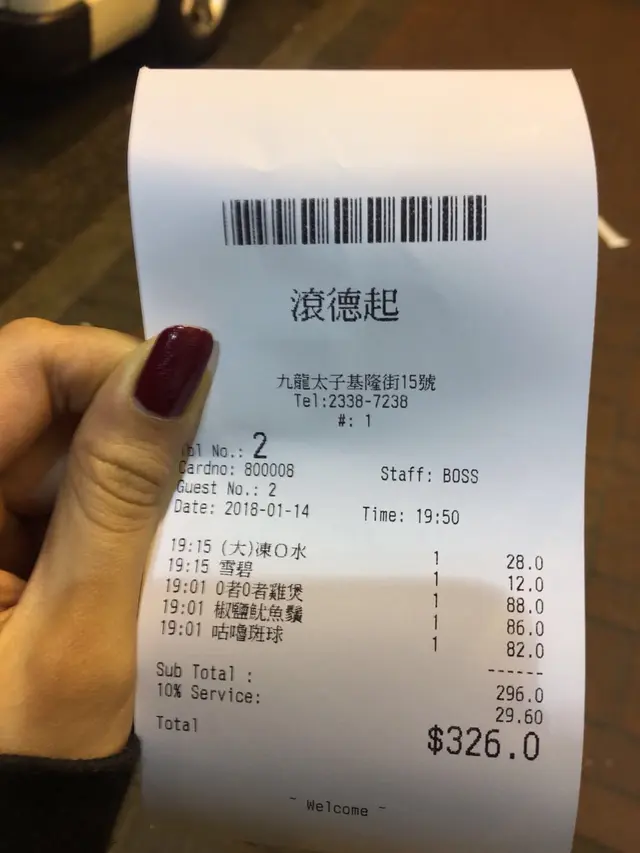 滾德起
九龍太子基隆街15號
Tel:2338-7238
#: 1
Tbl No.: 2
Cardno: 800008 Staff: BOSS
Guest No.: 2
Date: 2018-01-14 Time: 19:50
19:15 (大)凍O水 1 28.0
19:15 雪碧 1 12.0
19:01 0者0者雞煲 1 88.0
19:01 椒鹽魷魚鬚 1 86.0
19:01 咕嚕斑球 1 82.0
------
Sub Total : 296.0
10% Service: 29.60
Total $326.0
- Welcome -